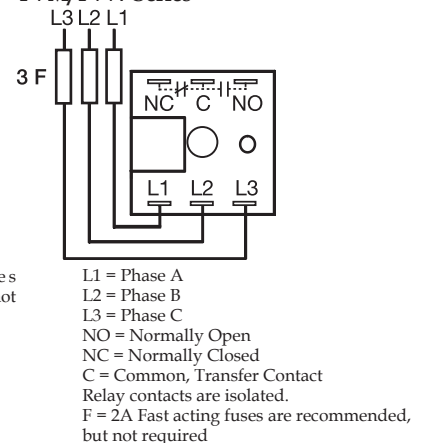 L3 L2 L1
3 F
NC C NO
L1 L2 L3
L1 = Phase A
L2 = Phase B
L3 = Phase C
NO = Normally Open
NC = Normally Closed
C = Common, Transfer Contact
Relay contacts are isolated.
F = 2A Fast acting fuses are recommended,
but not required